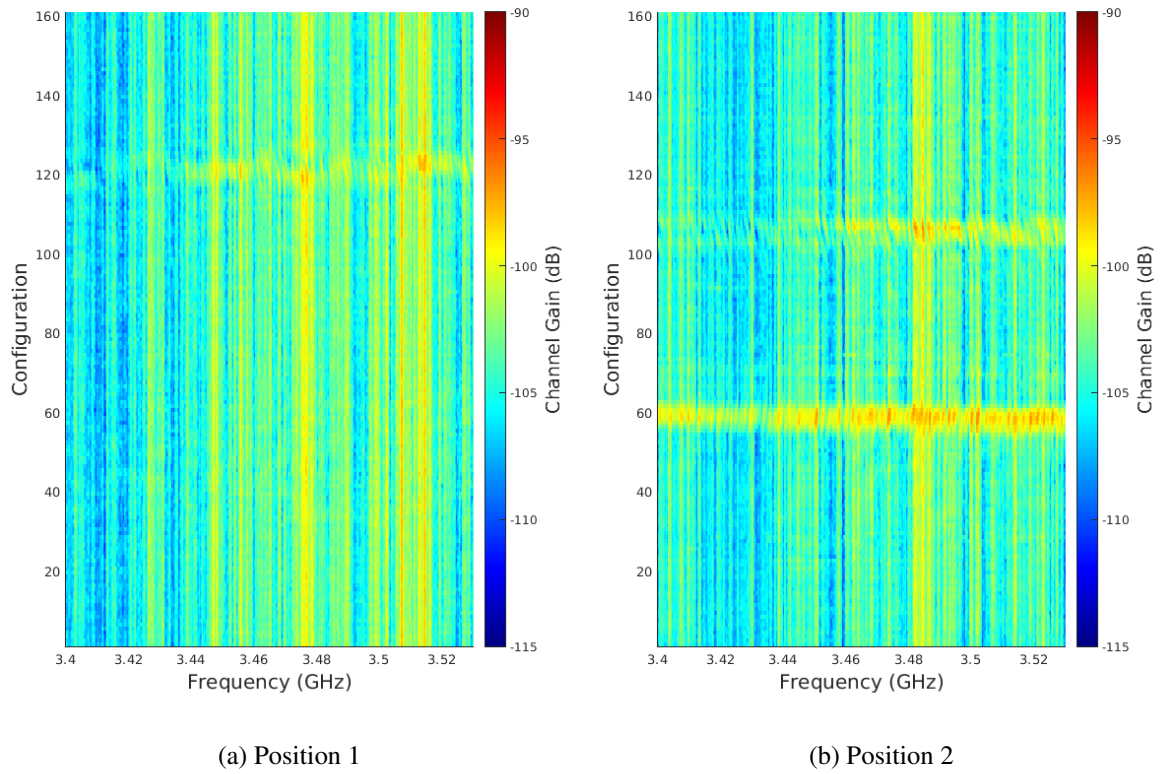 160
140
120
100
80
60
40
20
Configuration
3.4 3.42 3.44 3.46 3.48 3.5 3.52
Frequency (GHz)
-90
-95
-100
-105
-110
-115
Channel Gain (dB)
(a) Position 1
160
140
120
100
80
60
40
20
Configuration
3.4 3.42 3.44 3.46 3.48 3.5 3.52
Frequency (GHz)
-90
-95
-100
-105
-110
-115
Channel Gain (dB)
(b) Position 2